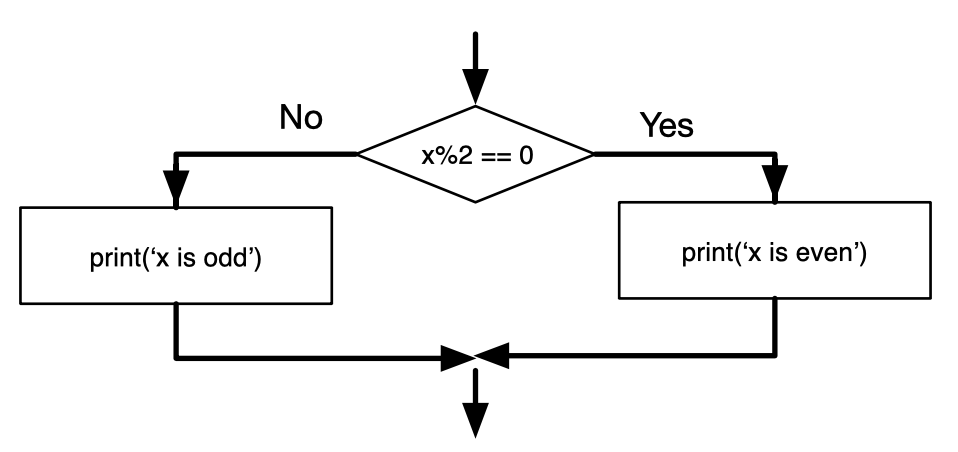 No
Yes
x%2 == 0
print(‘x is odd’)
print(‘x is even’)